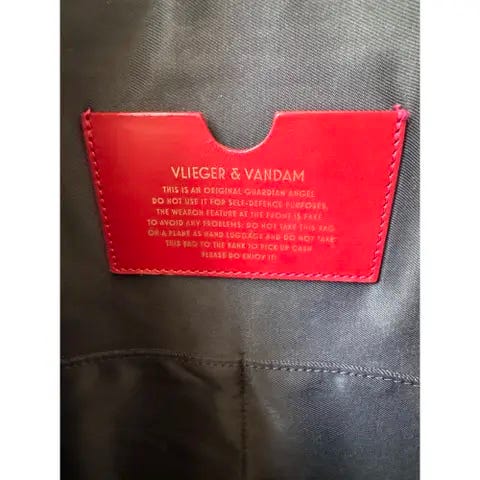 VLIEGER & VANDAM
THIS IS AN ORIGINAL GUARDIAN ANGEL
DO NOT USE IT FOR SELF-DEFENCE PURPOSES,
THE WEAPON FEATURE AT THE FRONT IS FAKE
TO AVOID ANY PROBLEMS: DO NOT TAKE THIS BAG
ON A PLANE AS HAND LUGGAGE AND DO NOT TAKE
THIS BAG TO THE BANK TO PICK UP CASH
PLEASE DO ENJOY IT!